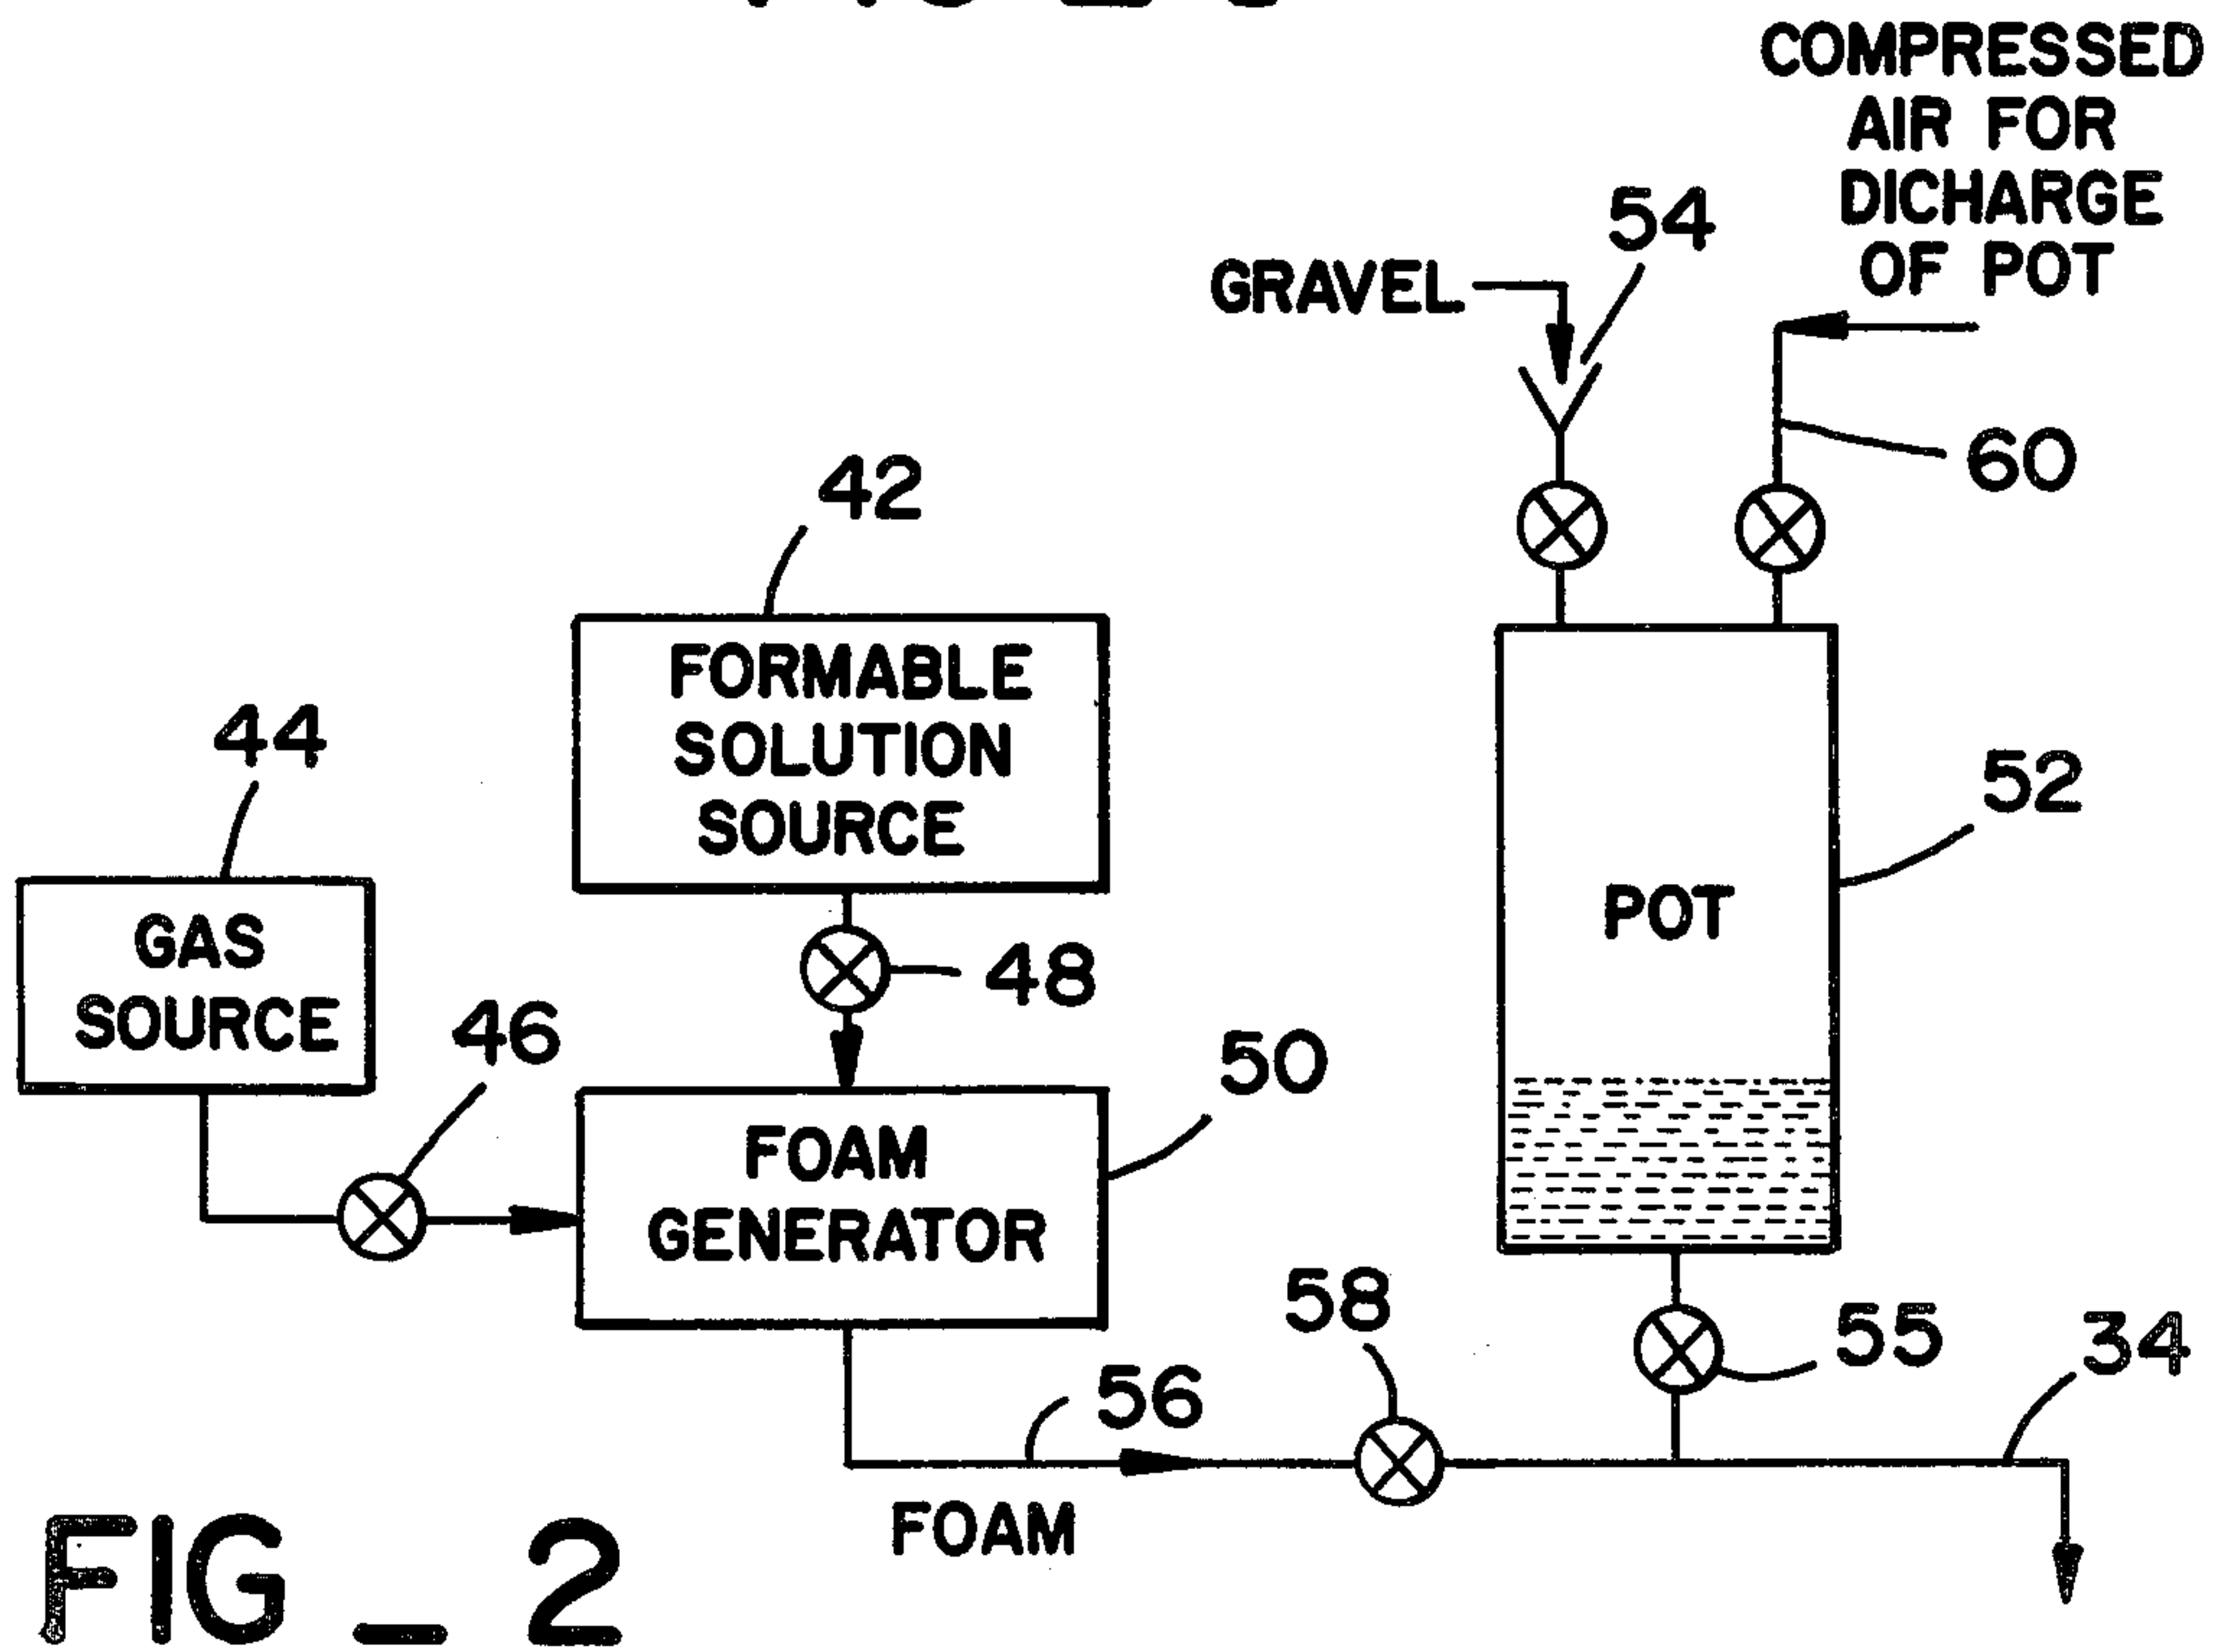 COMPRESSED
AIR FOR
DICHARGE
OF POT
54
GRAVEL
60
42
FORMABLE
SOLUTION
SOURCE
44
52
GAS
SOURCE
POT
48
46
50
FOAM
GENERATOR
58
55
34
56
FOAM
FIG_2